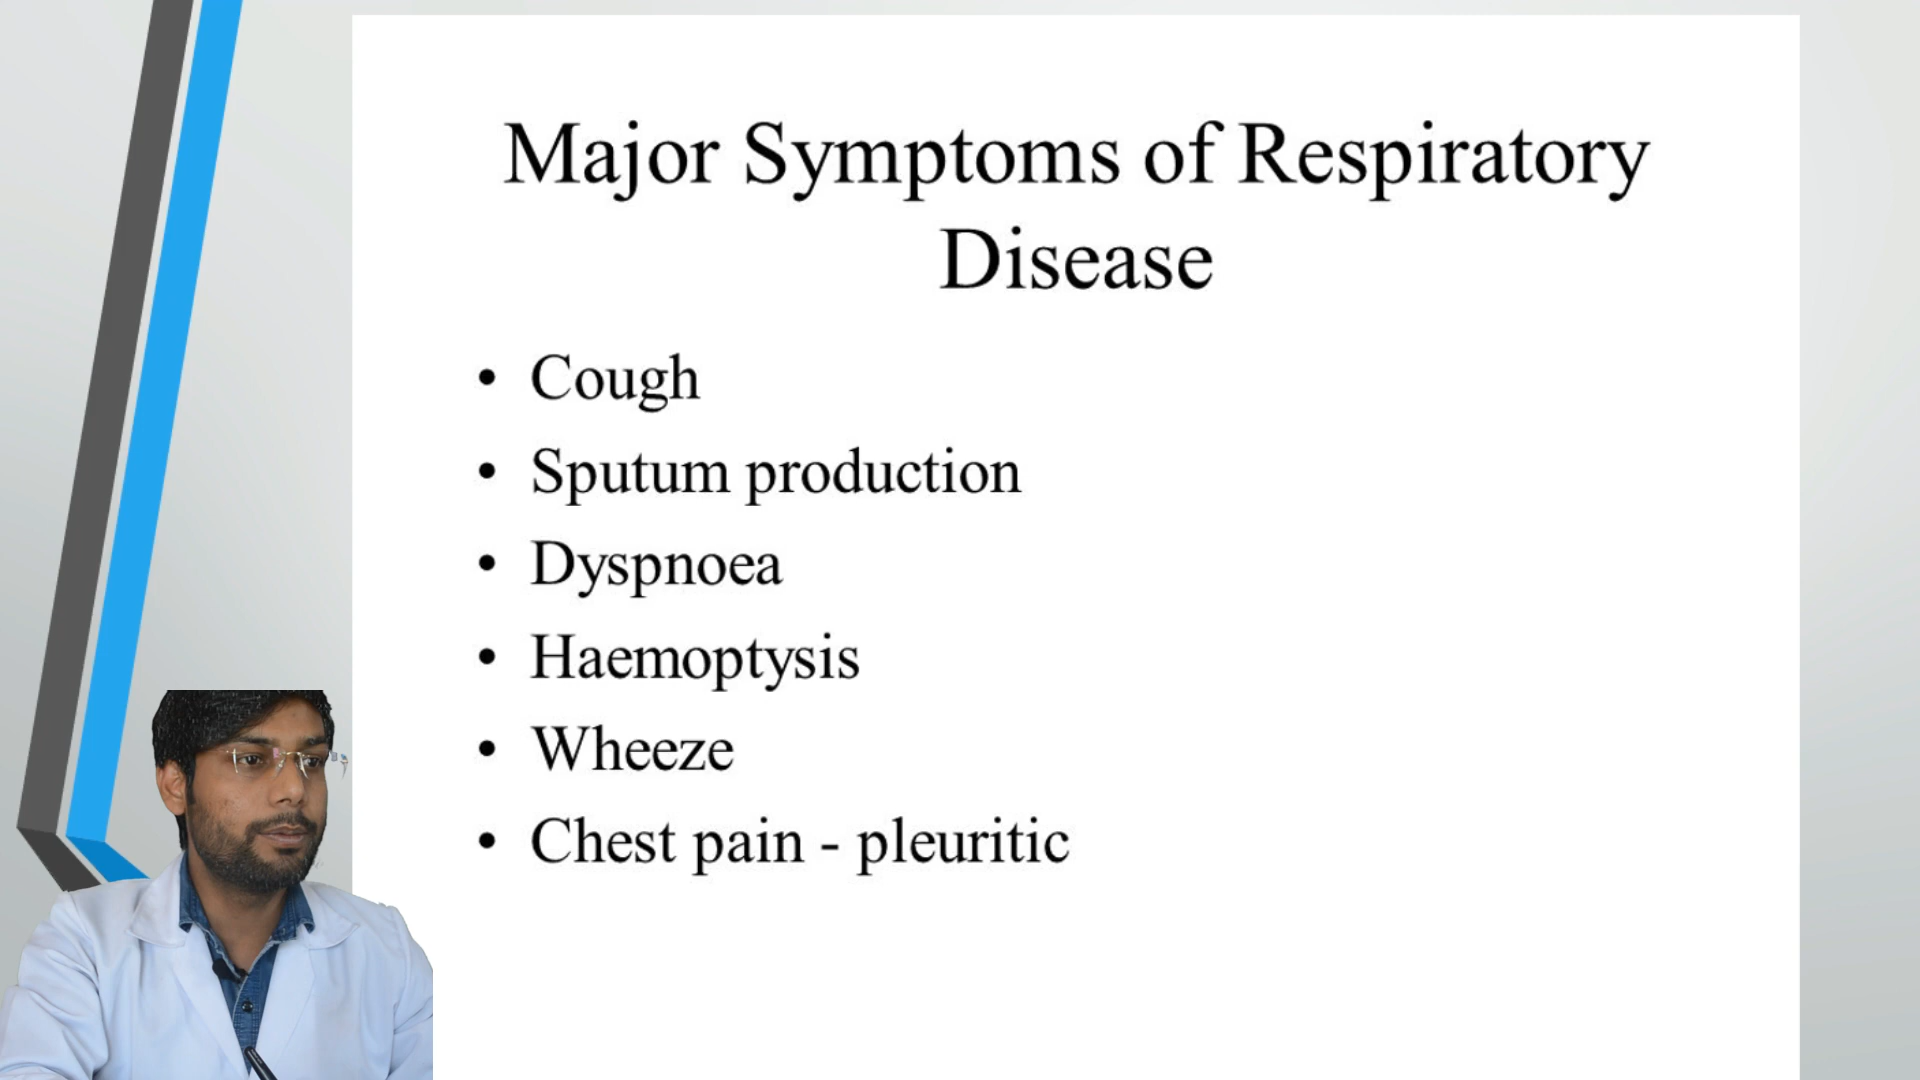 Major Symptoms of Respiratory
Disease
• Cough
• Sputum production
• Dyspnoea
• Haemoptysis
• Wheeze
• Chest pain - pleuritic